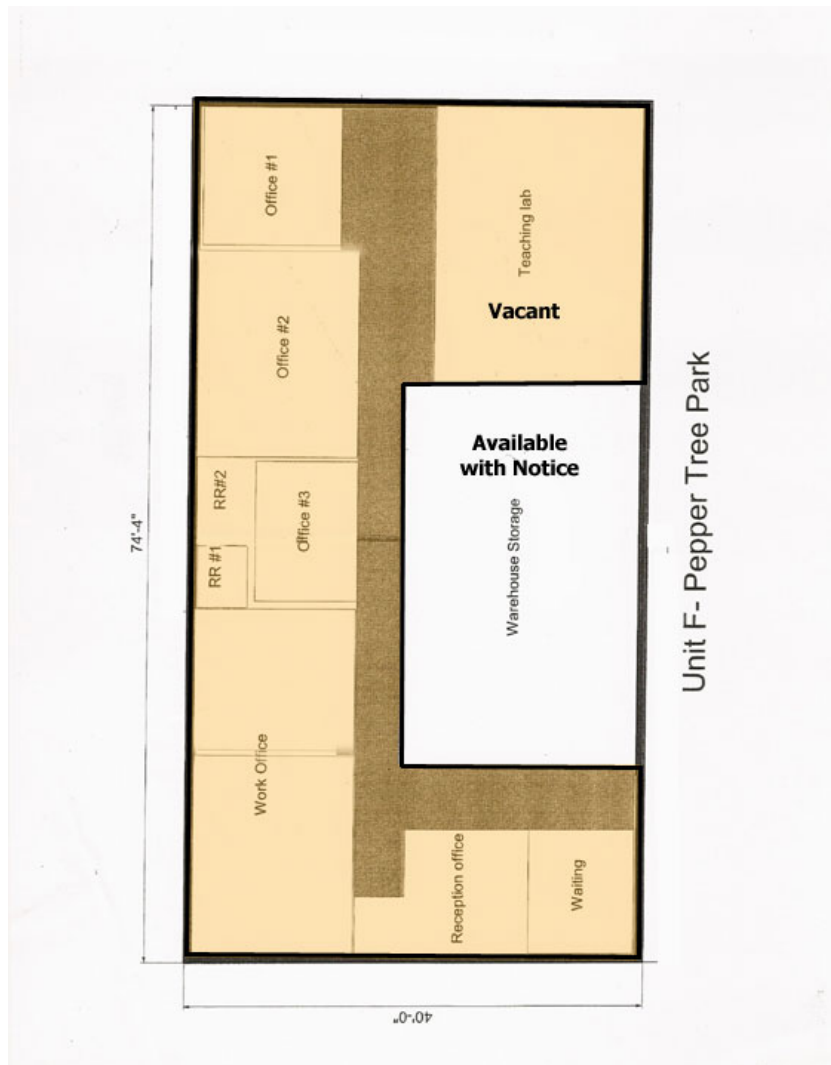 Office #1
Teaching lab
Vacant
Office #2
Available
with Notice
RR#2
Office #3
RR #1
Warehouse Storage
74'-4"
Work Office
Reception office
Waiting
40'-0"
Unit F- Pepper Tree Park